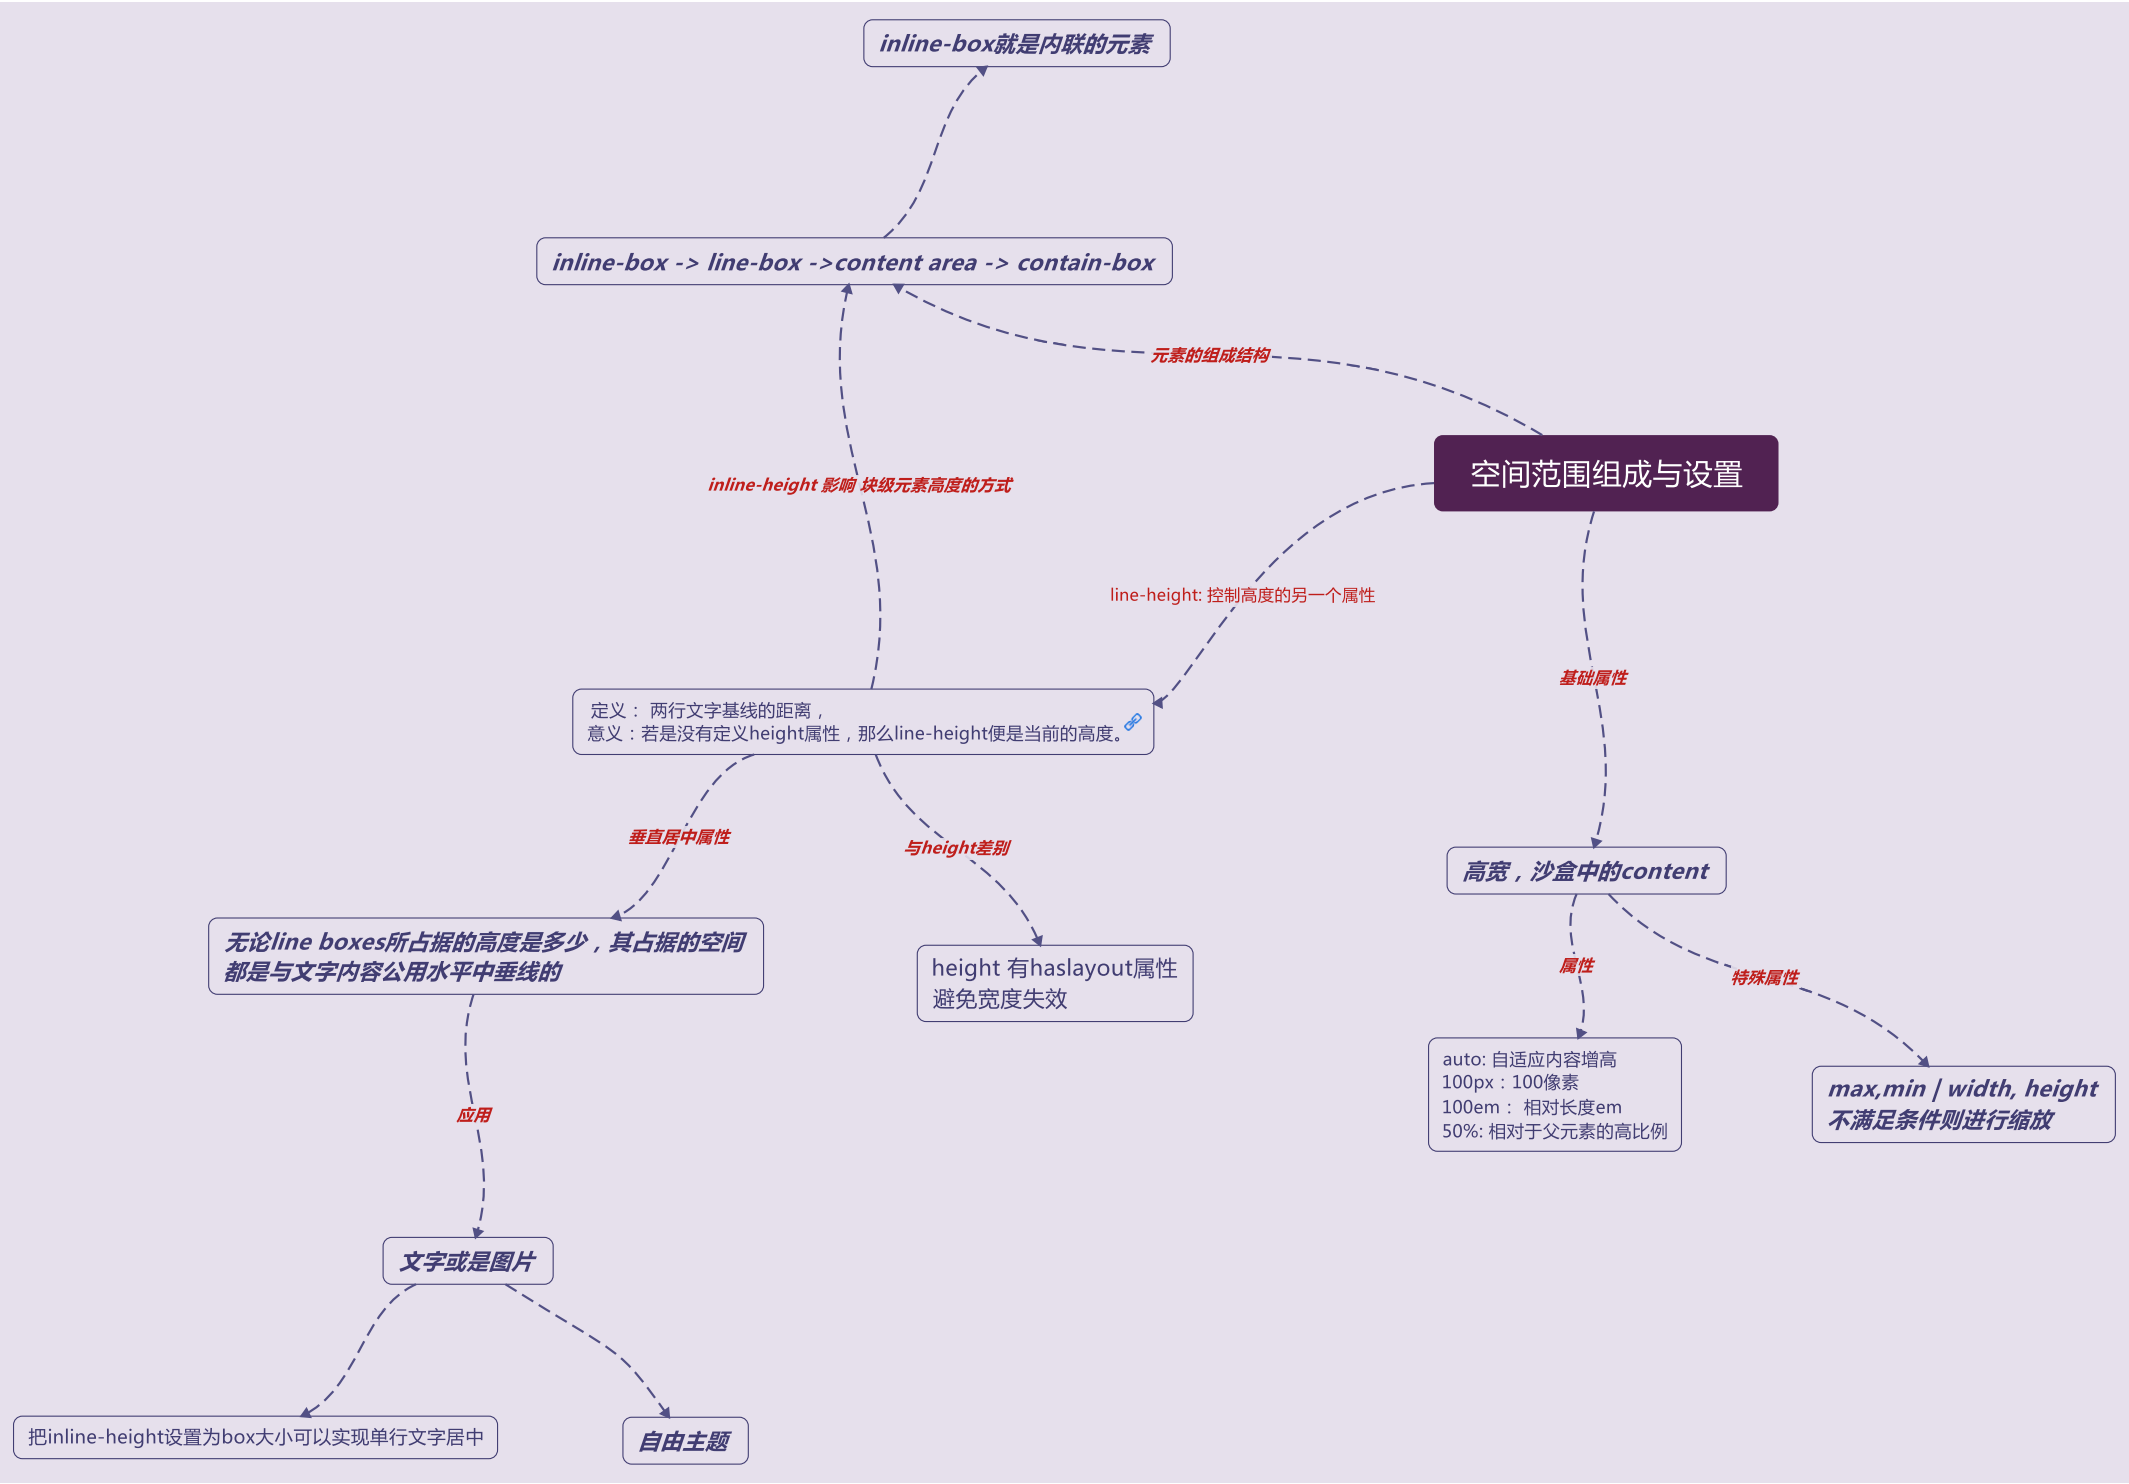 inline-box就是内联的元素
inline-box -> line-box ->content area -> contain-box
元素的组成结构
空间范围组成与设置
inline-height 影响 块级元素高度的方式
line-height: 控制高度的另一个属性
基础属性
定义： 两行文字基线的距离，
意义：若是没有定义height属性，那么line-height便是当前的高度。
垂直居中属性
与height差别
高宽，沙盒中的content
无论line boxes所占据的高度是多少，其占据的空间
都是与文字内容公用水平中垂线的
height 有haslayout属性
避免宽度失效
属性
特殊属性
auto: 自适应内容增高
100px：100像素
100em： 相对长度em
50%: 相对于父元素的高比例
max,min | width, height
不满足条件则进行缩放
应用
文字或是图片
把inline-height设置为box大小可以实现单行文字居中
自由主题